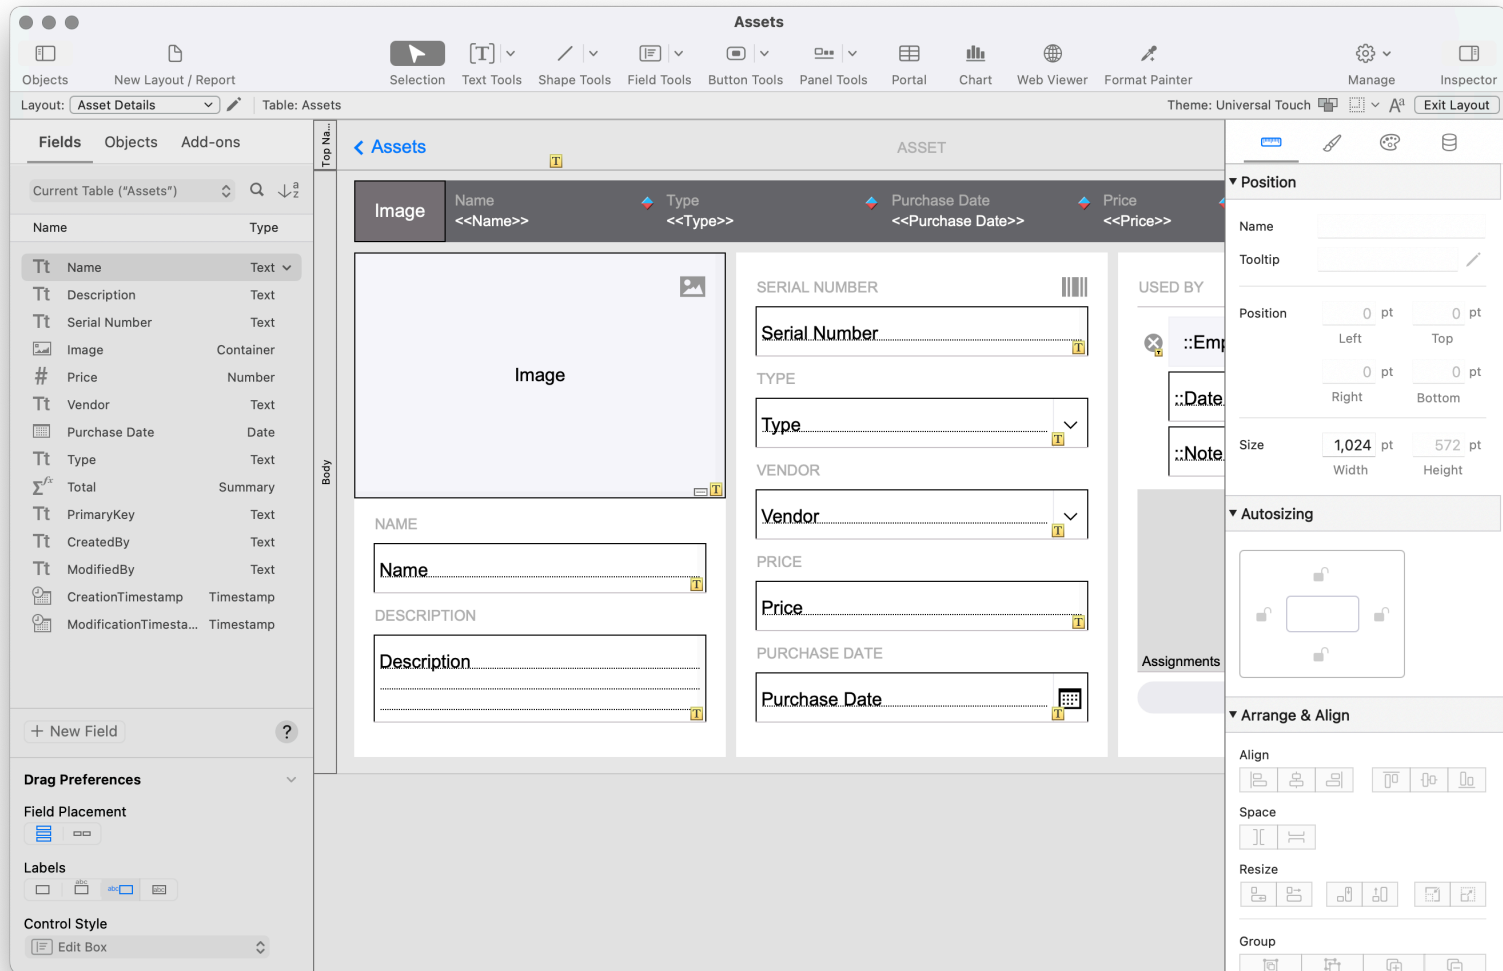 Assets
Objects
New Layout / Report
Selection
Text Tools
Shape Tools
Field Tools
Button Tools
Panel Tools
Portal
Chart
Web Viewer
Format Painter
Manage
Inspector
Layout: Asset Details
Table: Assets
Theme: Universal Touch
Exit Layout
Fields
Objects
Add-ons
Current Table ("Assets")
Name Type
Name Text
Description Text
Serial Number Text
Image Container
Price Number
Vendor Text
Purchase Date Date
Type Text
Total Summary
PrimaryKey Text
CreatedBy Text
ModifiedBy Text
CreationTimestamp Timestamp
ModificationTimesta... Timestamp
+ New Field
?
Drag Preferences
Field Placement
Labels
Control Style
Edit Box
Top Na...
Body
Assets
ASSET
Image
Name
<<Name>>
Type
<<Type>>
Purchase Date
<<Purchase Date>>
Price
<<Price>>
Image
NAME
Name
DESCRIPTION
Description
SERIAL NUMBER
Serial Number
TYPE
Type
VENDOR
Vendor
PRICE
Price
PURCHASE DATE
Purchase Date
USED BY
::Emp
::Date
::Note
Assignments
Position
Name
Tooltip
Position
0 pt
Left
0 pt
Top
0 pt
Right
0 pt
Bottom
Size
1,024 pt
Width
572 pt
Height
Autosizing
Arrange & Align
Align
Space
Resize
Group